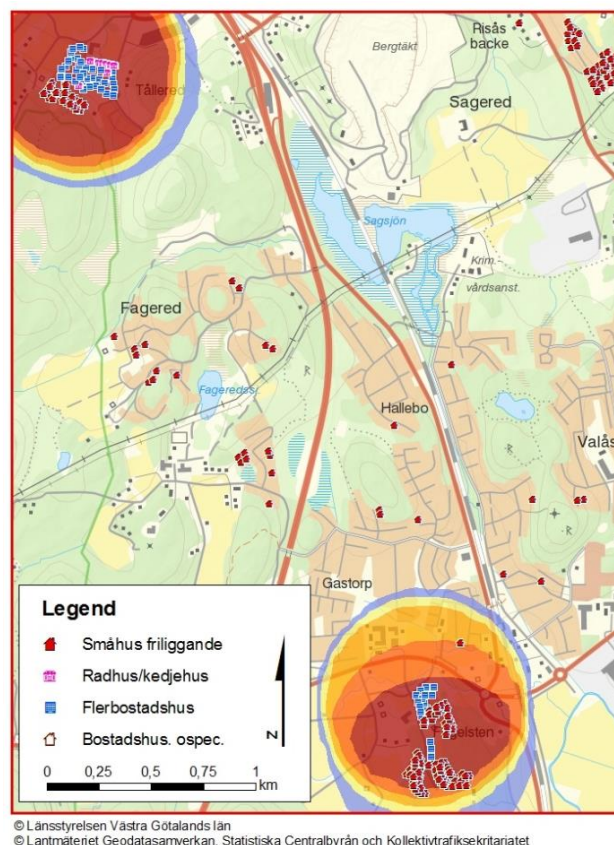 Bergtäkt
Risås
backe
Tållered
Sagered
Sagsjön
Krim.
vårdsanst.
Fagered
Fageredss.
Hallebo
Valås
R
R
Gastorp
Legend
Småhus friliggande
Radhus/kedjehus
Flerbostadshus
Bostadshus. ospec.
N
0 0,25 0,5 0,75 1
km
© Länsstyrelsen Västra Götalands län
© Lantmäteriet Geodatasamverkan, Statistiska Centralbyrån och Kollektivtrafiksekritariatet